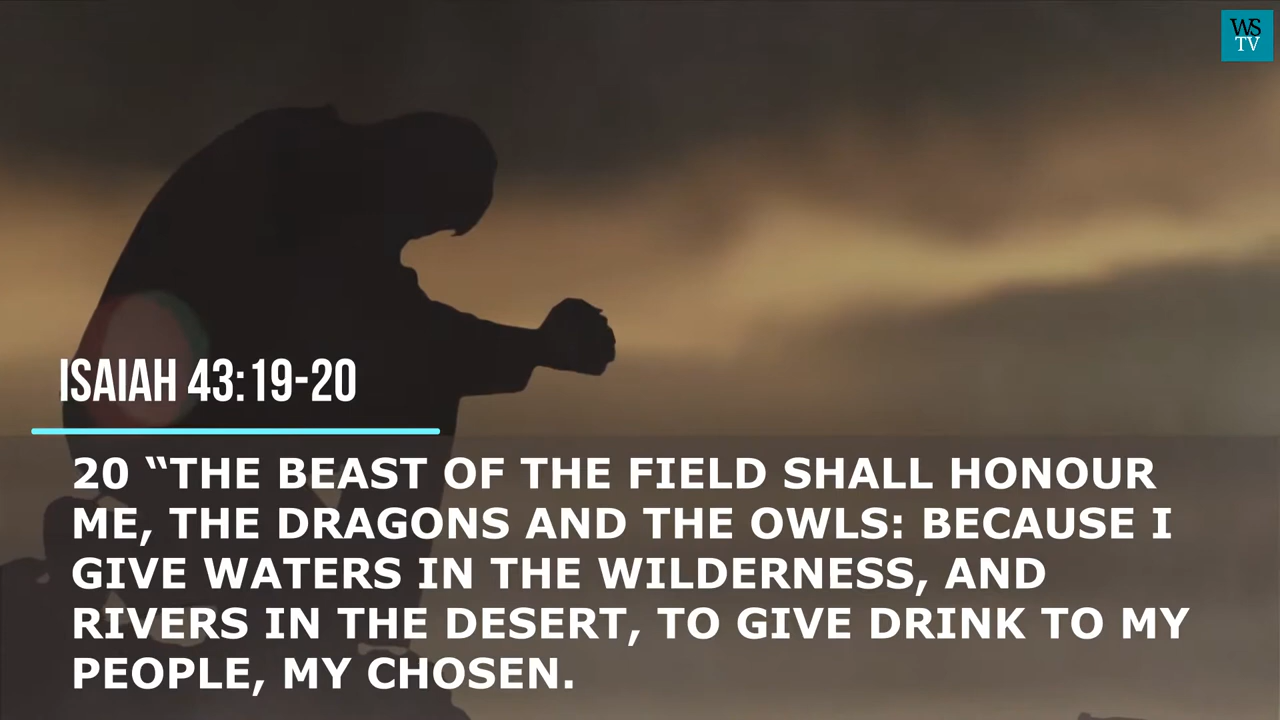 WS
TV
ISAIAH 43:19-20
20 “THE BEAST OF THE FIELD SHALL HONOUR
ME, THE DRAGONS AND THE OWLS: BECAUSE I
GIVE WATERS IN THE WILDERNESS, AND
RIVERS IN THE DESERT, TO GIVE DRINK TO MY
PEOPLE, MY CHOSEN.